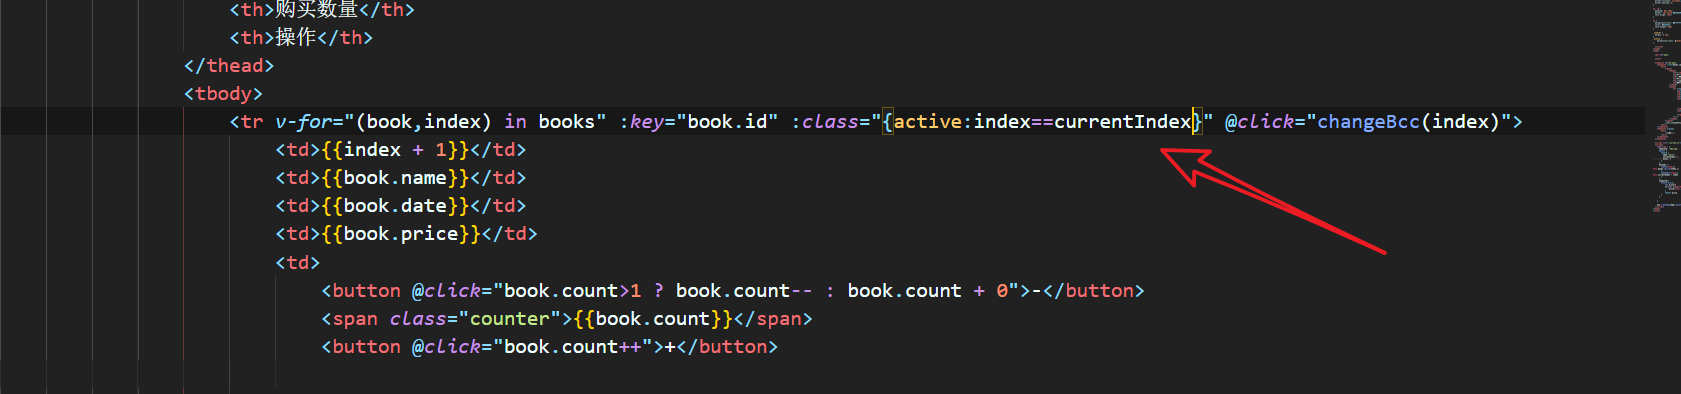 <th>购买数量</th>
<th>操作</th>
</thead>
<tbody>
<tr v-for="(book,index) in books" :key="book.id" :class="{active:index==currentIndex}" @click="changeBcc(index)">
<td>{{index + 1}}</td>
<td>{{book.name}}</td>
<td>{{book.date}}</td>
<td>{{book.price}}</td>
<td>
<button @click="book.count>1 ? book.count-- : book.count + 0">-</button>
<span class="counter">{{book.count}}</span>
<button @click="book.count++">+</button>